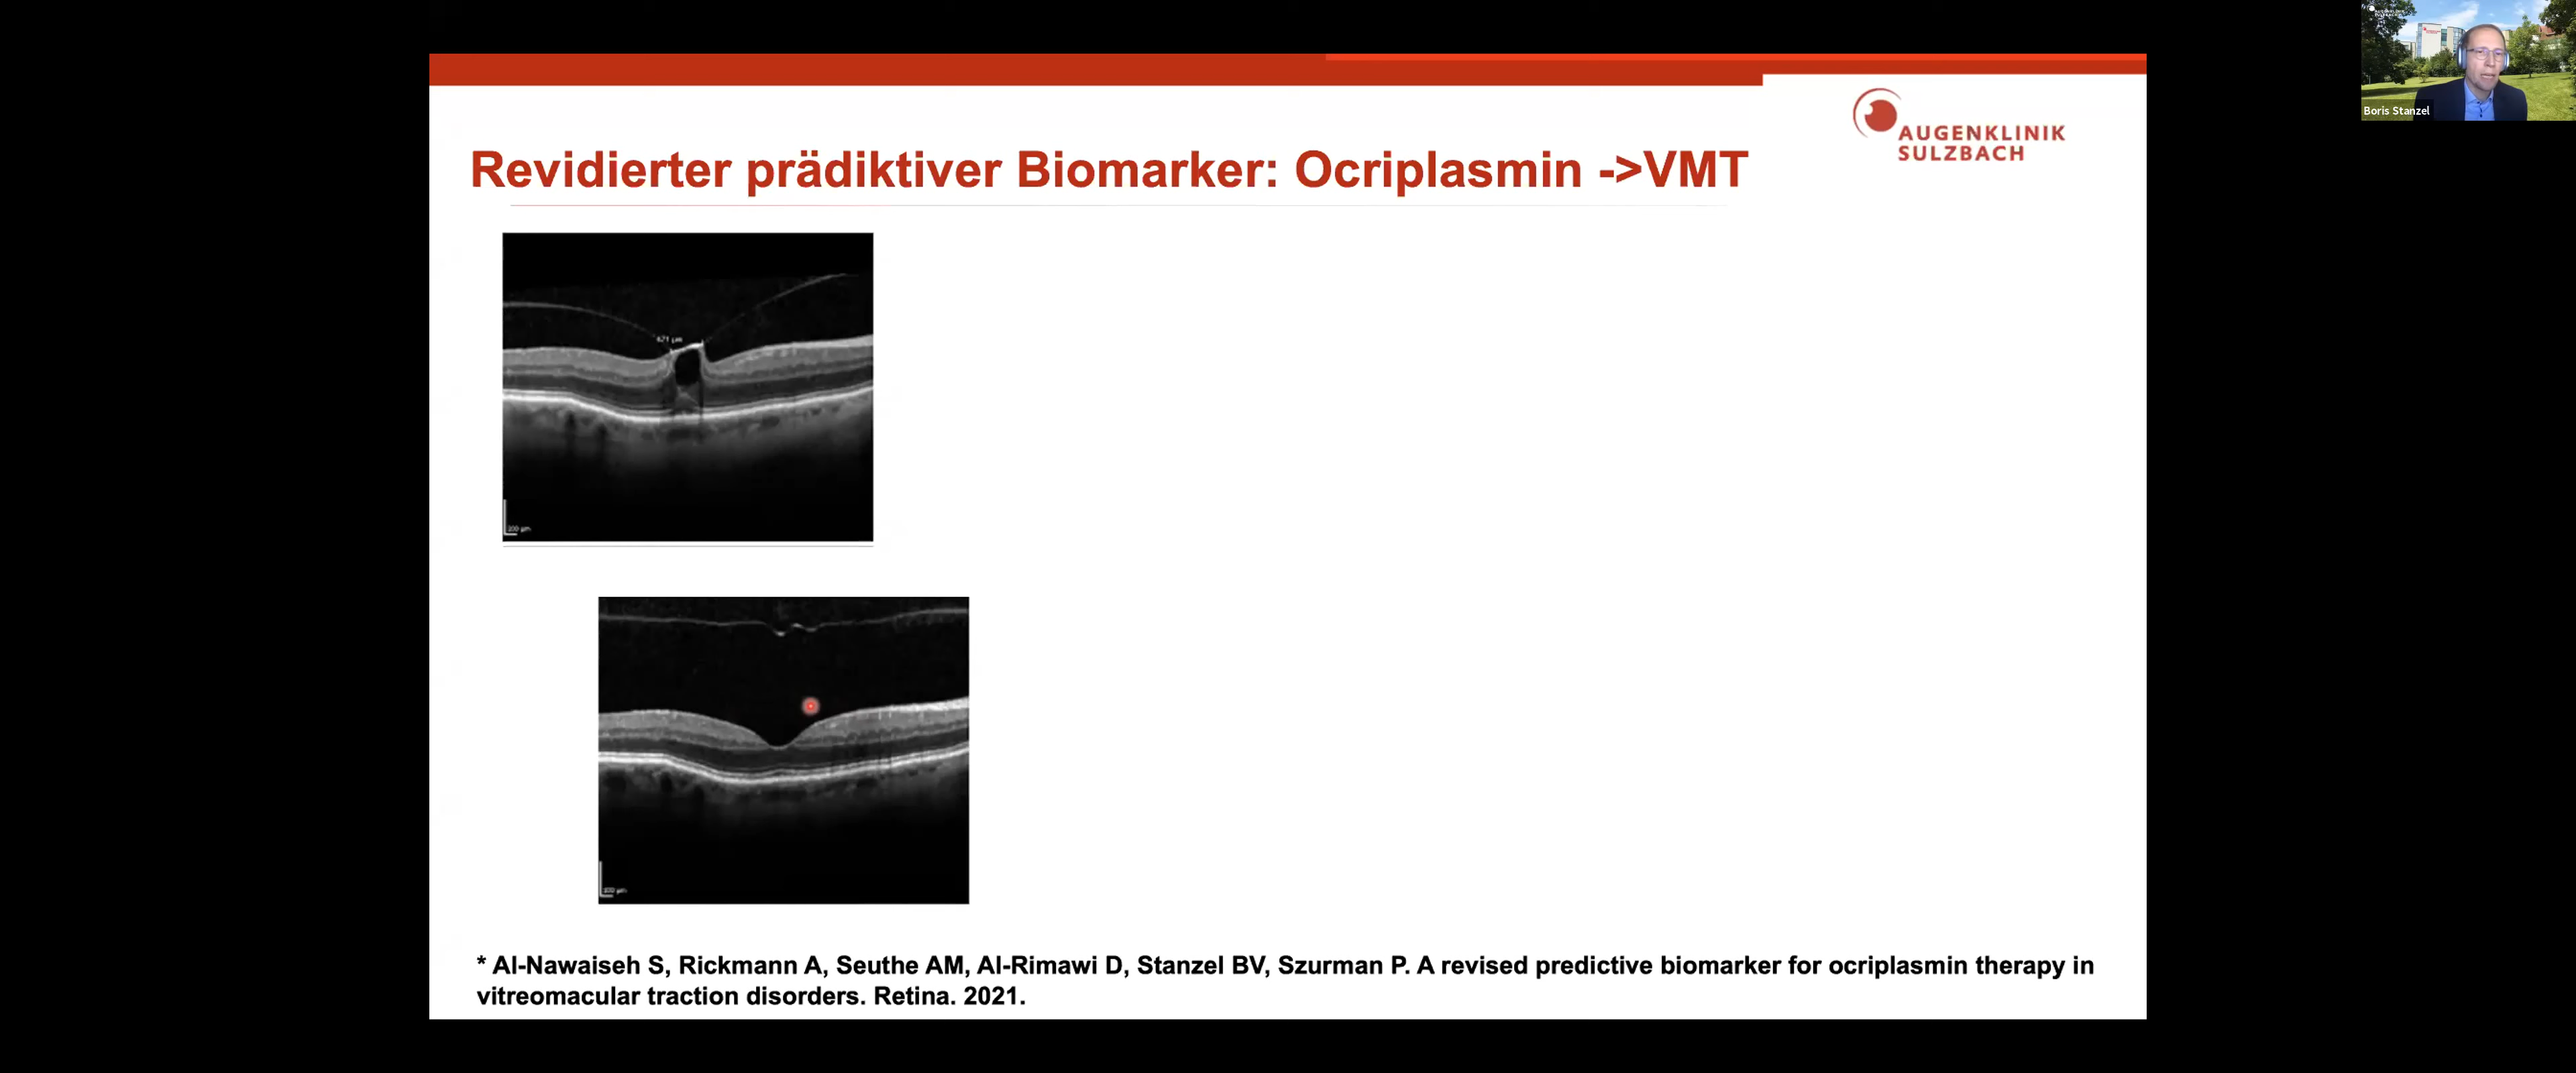 Revidierter prädiktiver Biomarker: Ocriplasmin ->VMT
AUGENKLINIK
SULZBACH
Boris Stanzel
µm
* Al-Nawaiseh S, Rickmann A, Seuthe AM, Al-Rimawi D, Stanzel BV, Szurman P. A revised predictive biomarker for ocriplasmin therapy in
vitreomacular traction disorders. Retina. 2021.